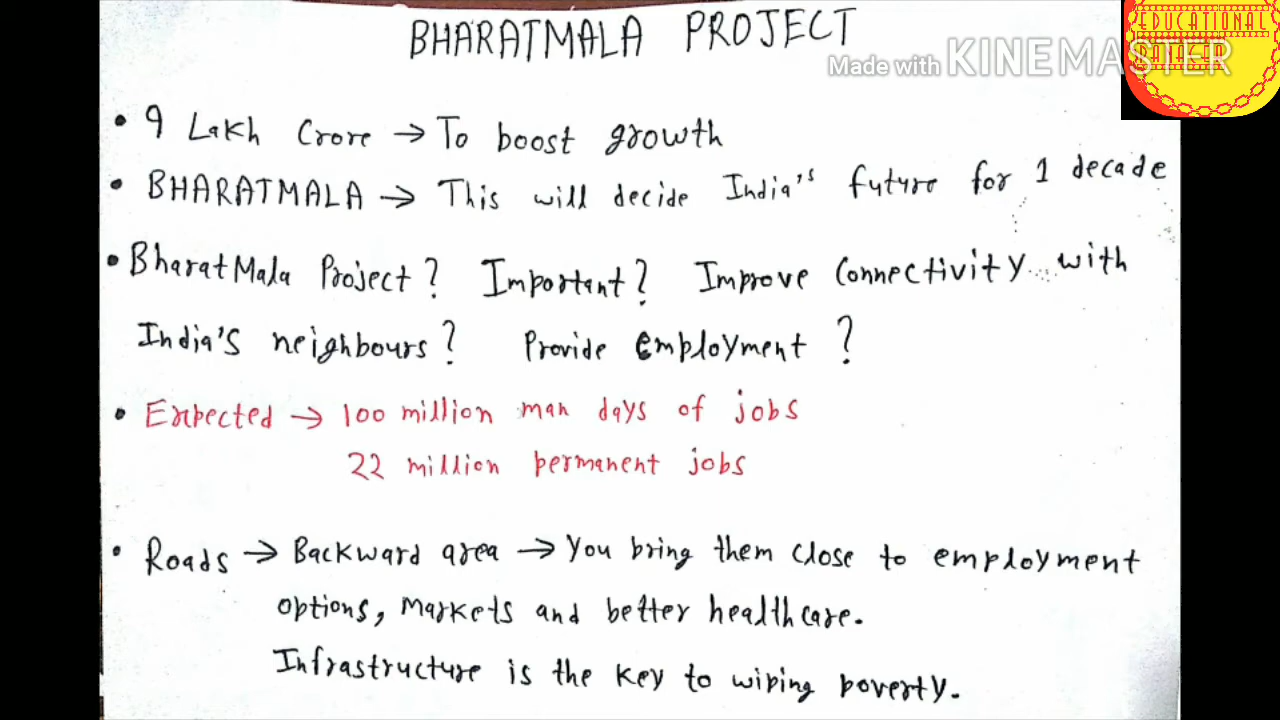 BHARATMALA PROJECT
EDUCATIONAL
Made with KINEMASTER
• 9 Lakh Crore → To boost growth
• BHARATMALA → This will decide India's future for 1 decade
• BharatMala Project? Important? Improve Connectivity with
India's neighbours? Provide employment?
• Expected → 100 million man days of jobs
22 million permanent jobs
• Roads → Backward area → You bring them close to employment
options, markets and better healthcare.
Infrastructure is the key to wiping poverty.